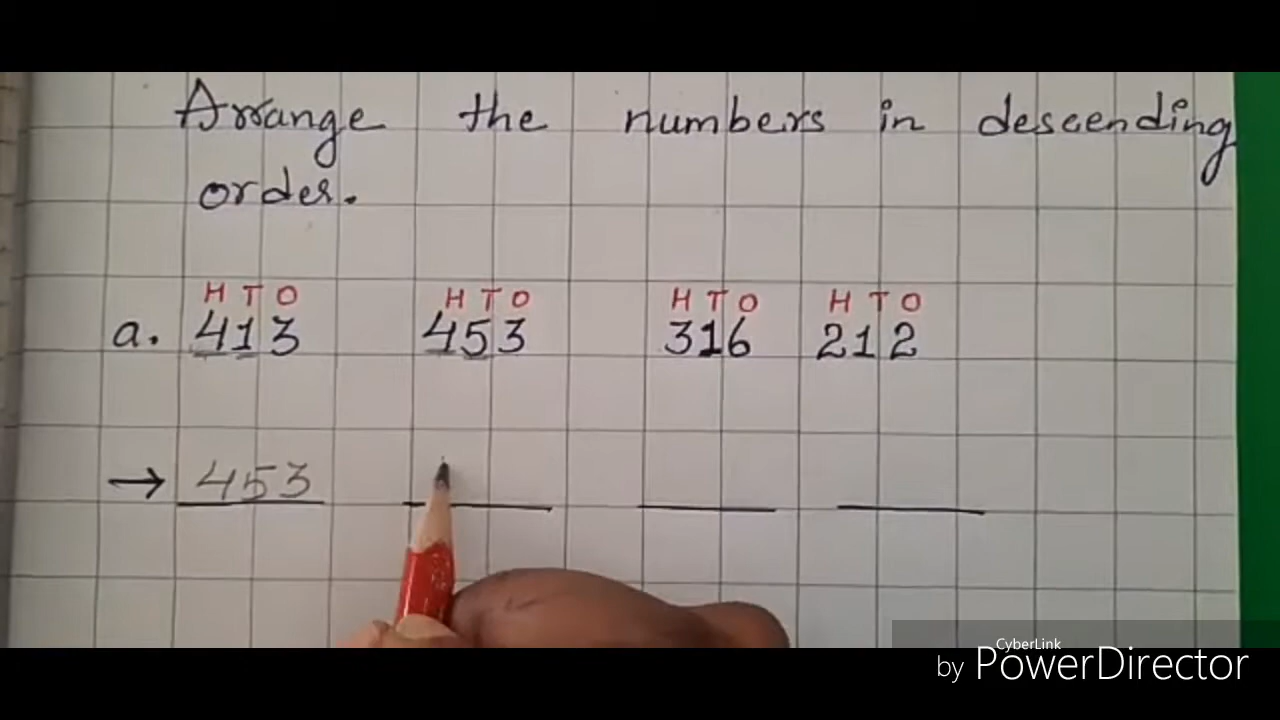 Arrange the numbers in descending
order.
H T O H T O H T O H T O
a. 413 453 316 212
→ 453
CyberLink
by PowerDirector